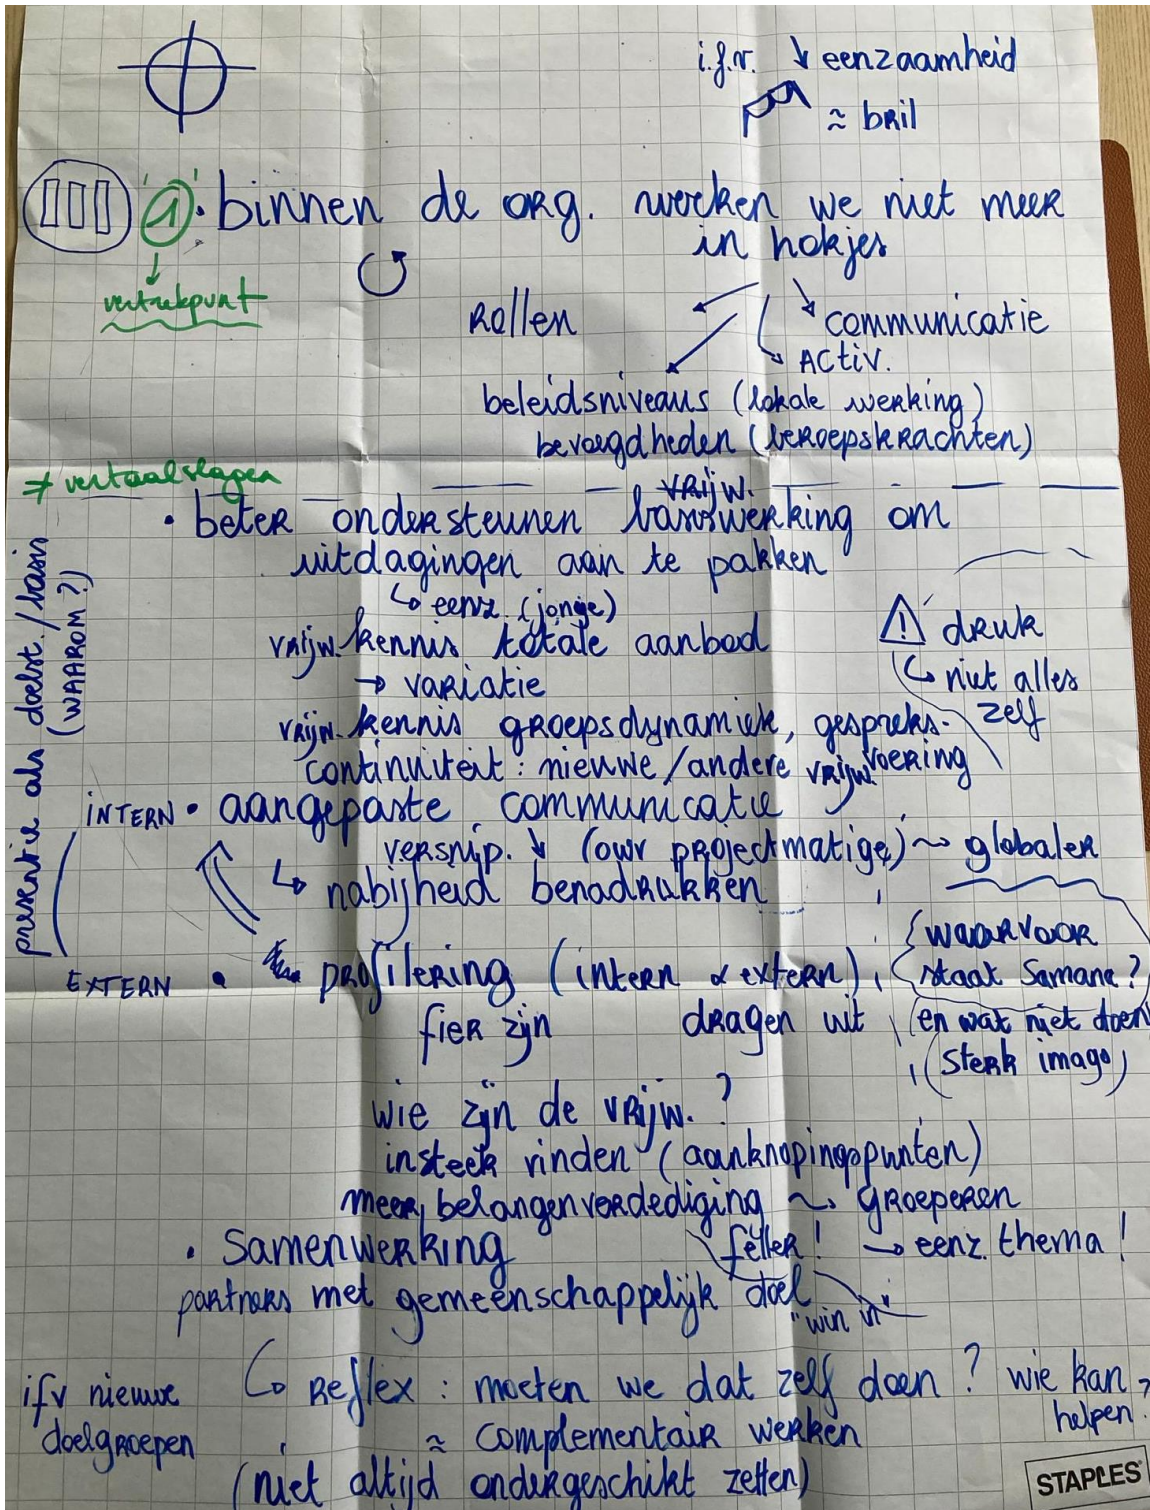 i.f.v. ↓ eenzaamheid
≈ bril
1. binnen de org. werken we niet meer
in hokjes
vertrekpunt
Rollen
communicatie
Activ.
beleidsniveaus (lokale werking)
bevoegdheden (beroepskrachten)
≠ vertaalslagen
vrijw.
• beter ondersteunen werking om
uitdagingen aan te pakken
↳ eenz. (jonge)
vrijw. kennis totale aanbod
→ variatie
⚠ druk
↳ niet alles
zelf
vrijw. kennis groepsdynamiek, gespreks-
voering
continuïteit: nieuwe/andere vrijw.
presentie als doelst./basis
(WAAROM?)
INTERN • aangepaste communicatie
versnip. ↓ (owv projectmatige) ~ globaler
↳ nabijheid benadrukken
EXTERN • profilering (intern & extern)
fier zijn dragen uit
waarvoor
staat Samana?
en wat niet doen
(sterk imago)
wie zijn de vrijw.?
insteek vinden (aanknopingspunten)
meer belangenverdediging ~ groeperen
feller! → eenz. thema!
• Samenwerking
partners met gemeenschappelijk doel
"win win"
ifv nieuwe
doelgroepen
↳ Reflex: moeten we dat zelf doen? wie kan
helpen?
≈ complementair werken
(niet altijd ondergeschikt zetten)
STAPLES